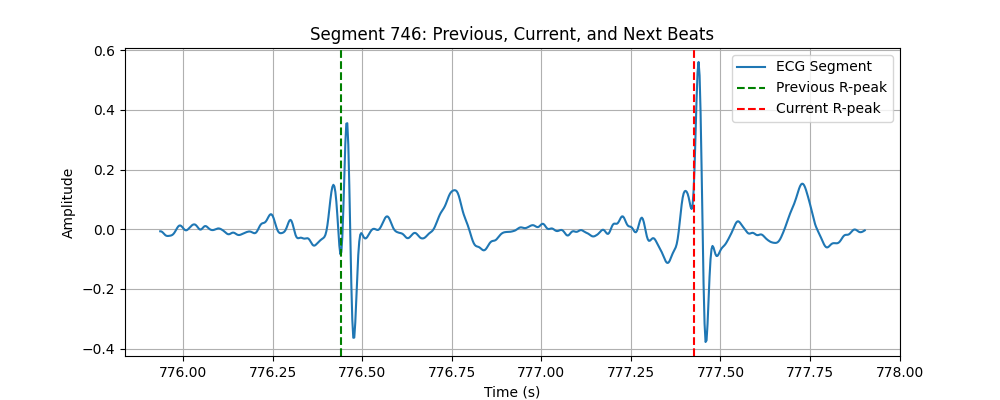 Segment 746: Previous, Current, and Next Beats
ECG Segment
Previous R-peak
Current R-peak
Amplitude
0.6
0.4
0.2
0.0
−0.2
−0.4
776.00 776.25 776.50 776.75 777.00 777.25 777.50 777.75 778.00
Time (s)